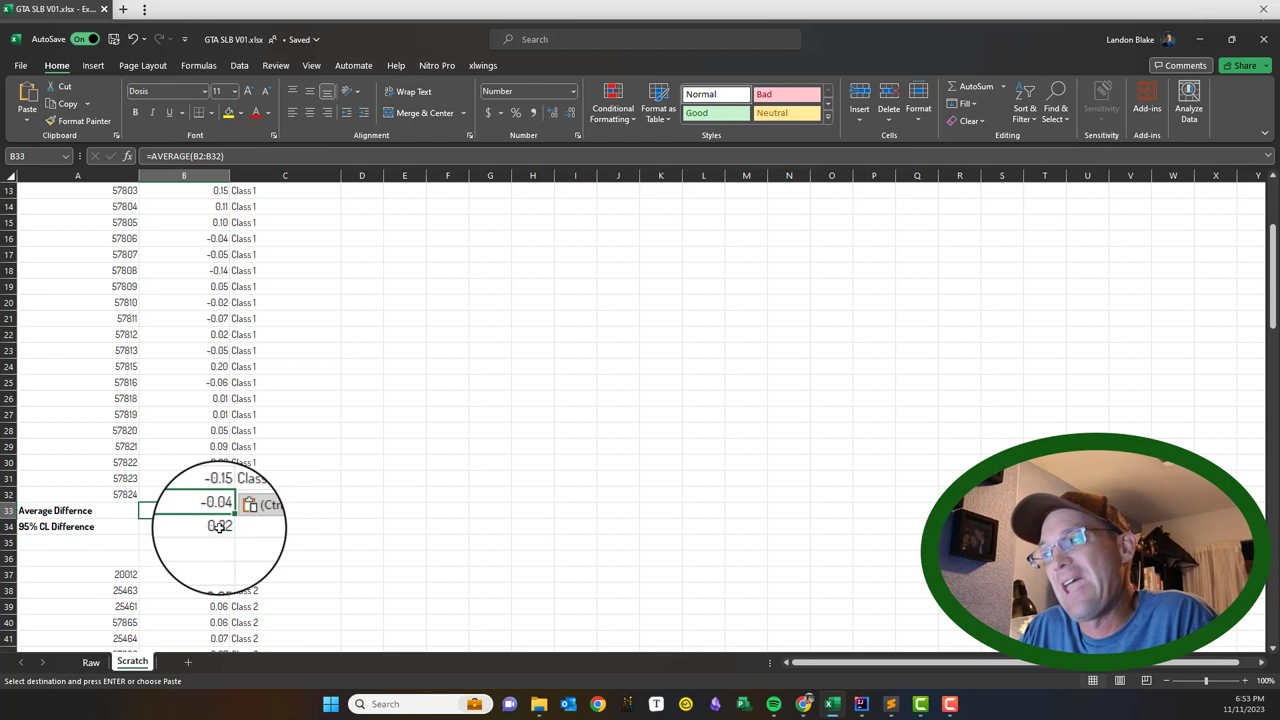 GTA SLB V01.xlsx - Ex...
AutoSave On GTA SLB V01.xlsx • Saved Search Landon Blake
File Home Insert Page Layout Formulas Data Review View Automate Help Nitro Pro xlwings Comments Share
Paste Cut Copy Format Painter Clipboard
Dosis 11 Font
Wrap Text Merge & Center Alignment
Number Number
Conditional Formatting Format as Table Normal Bad Good Neutral Styles
Insert Delete Format Cells
AutoSum Fill Clear Sort & Filter Find & Select Editing
Sensitivity Sensitivity Add-ins Add-ins Analyze Data
B33 fx =AVERAGE(B2:B32)
A B C D E F G H I J K L M N O P Q R S T U V W X Y
13 57803 0.15 Class 1
14 57804 0.11 Class 1
15 57805 0.10 Class 1
16 57806 -0.04 Class 1
17 57807 -0.05 Class 1
18 57808 -0.14 Class 1
19 57809 0.05 Class 1
20 57810 -0.02 Class 1
21 57811 -0.07 Class 1
22 57812 0.02 Class 1
23 57813 -0.05 Class 1
24 57815 0.20 Class 1
25 57816 -0.06 Class 1
26 57818 0.01 Class 1
27 57819 0.01 Class 1
28 57820 0.05 Class 1
29 57821 0.09 Class 1
30 57822 Class 1
31 57823 -0.15 Class
32 57824
33 Average Differnce -0.04 (Ctr
34 95% CL Difference
35
36
37 20012
38 25463 Class 2
39 25461 0.06 Class 2
40 57865 0.06 Class 2
41 25464 0.07 Class 2
Raw Scratch
Select destination and press ENTER or choose Paste 100%
Search
6:53 PM
11/11/2023